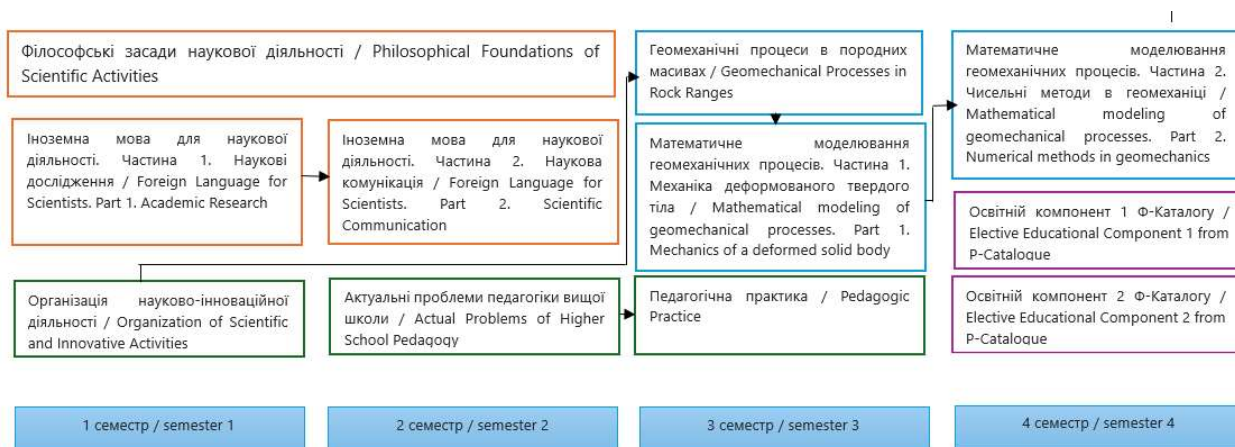 Філософські засади наукової діяльності / Philosophical Foundations of
Scientific Activities
Іноземна мова для наукової
діяльності. Частина 1. Наукові
дослідження / Foreign Language for
Scientists. Part 1. Academic Research
Іноземна мова для наукової
діяльності. Частина 2. Наукова
комунікація / Foreign Language for
Scientists. Part 2. Scientific
Communication
Організація науково-інноваційної
діяльності / Organization of Scientific
and Innovative Activities
Актуальні проблеми педагогіки вищої
школи / Actual Problems of Higher
School Pedagogy
Геомеханічні процеси в породних
масивах / Geomechanical Processes in
Rock Ranges
Математичне моделювання
геомеханічних процесів. Частина 1.
Механіка деформованого твердого
тіла / Mathematical modeling of
geomechanical processes. Part 1.
Mechanics of a deformed solid body
Педагогічна практика / Pedagogic
Practice
Математичне моделювання
геомеханічних процесів. Частина 2.
Чисельні методи в геомеханіці /
Mathematical modeling of
geomechanical processes. Part 2.
Numerical methods in geomechanics
Освітній компонент 1 Ф-Каталогу /
Elective Educational Component 1 from
P-Catalogue
Освітній компонент 2 Ф-Каталогу /
Elective Educational Component 2 from
P-Catalogue
1 семестр / semester 1
2 семестр / semester 2
3 семестр / semester 3
4 семестр / semester 4